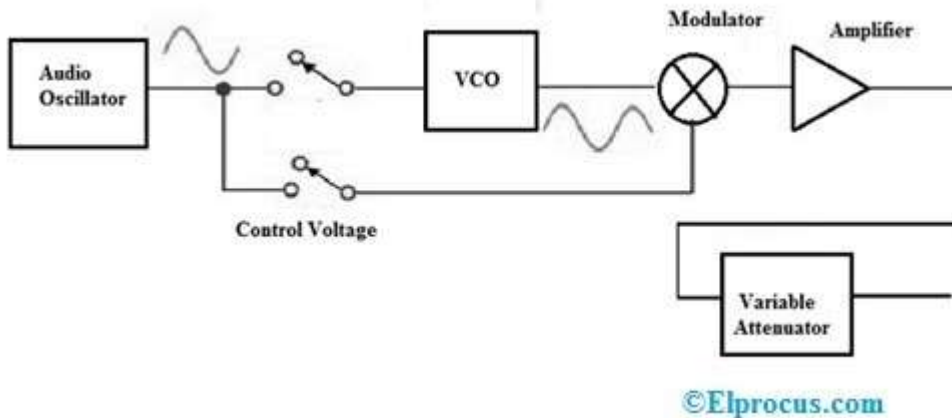 Audio
Oscillator
VCO
Modulator
Amplifier
Control Voltage
Variable
Attenuator
©Elprocus.com